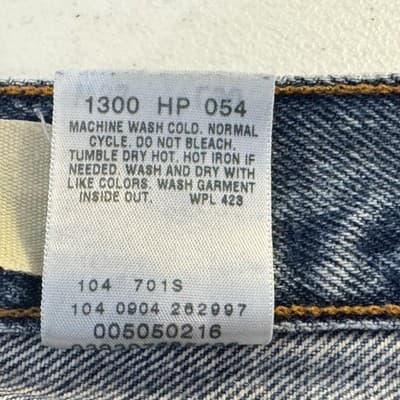 1300 HP 054
MACHINE WASH COLD. NORMAL
CYCLE. DO NOT BLEACH.
TUMBLE DRY HOT. HOT IRON IF
NEEDED. WASH AND DRY WITH
LIKE COLORS. WASH GARMENT
INSIDE OUT. WPL 423
104 701S
104 0904 262997
005050216